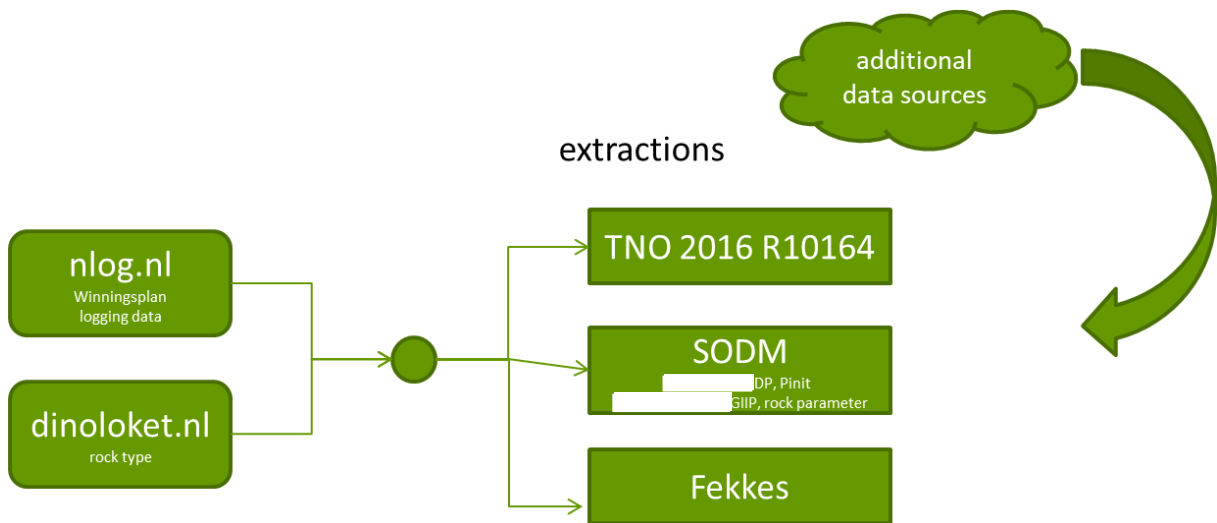 additional
data sources
extractions
nlog.nl
Winningsplan
logging data
dinoloket.nl
rock type
TNO 2016 R10164
SODM
DP, Pinit
GIIP, rock parameter
Fekkes